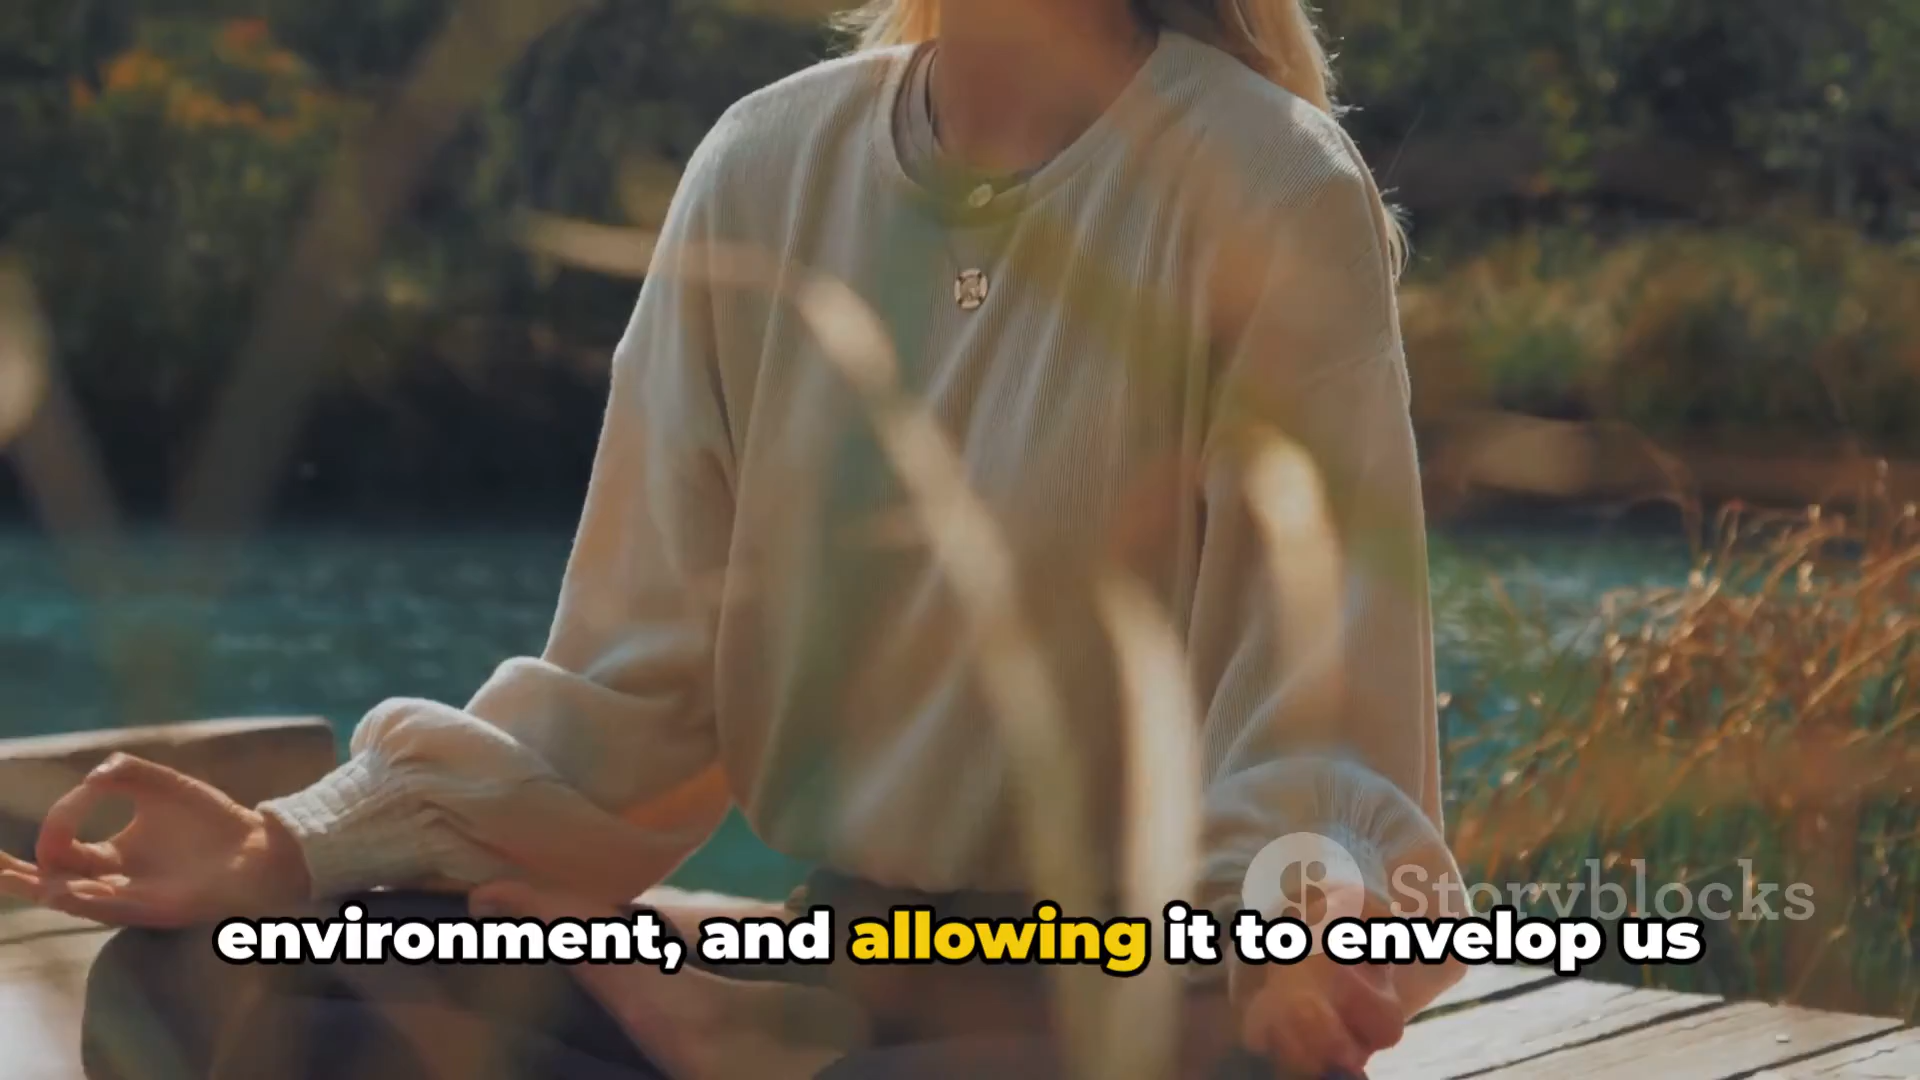 Storyblocks
environment, and allowing it to envelop us